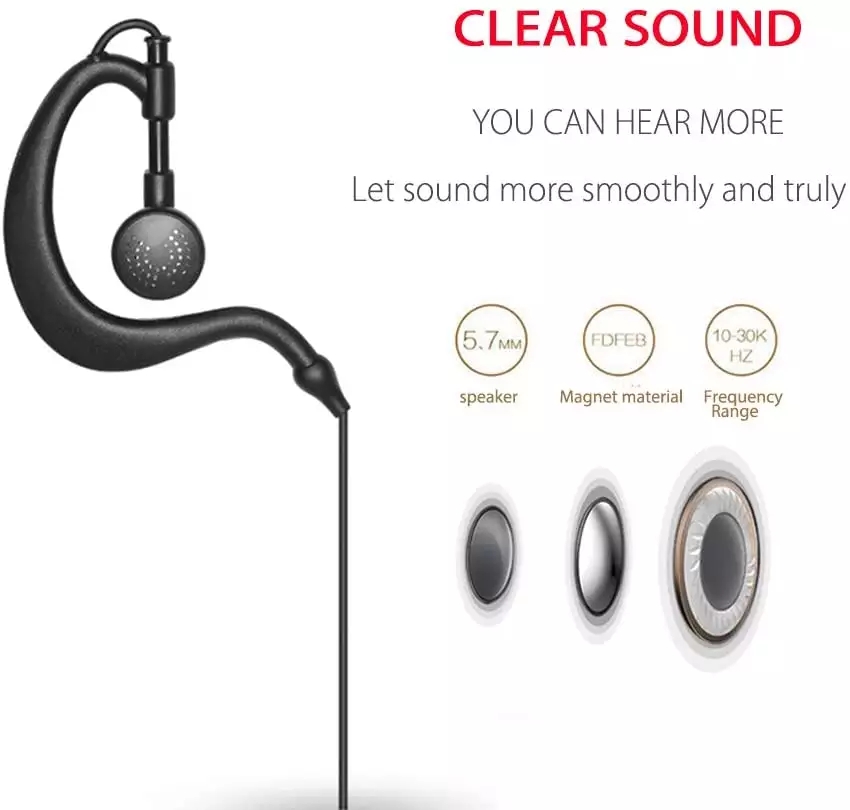 CLEAR SOUND
YOU CAN HEAR MORE
Let sound more smoothly and truly
5.7MM
FDFEB
10-30K
HZ
speaker
Magnet material
Frequency
Range